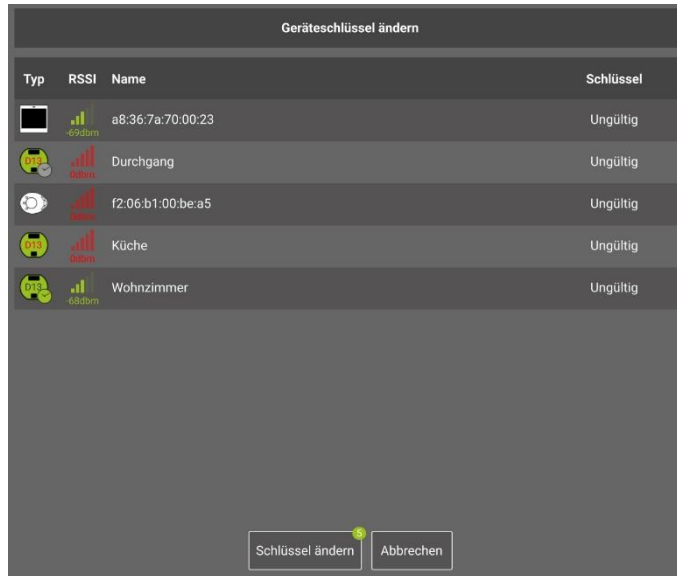 Geräteschlüssel ändern
Typ RSSI Name Schlüssel
-69dbm a8:36:7a:70:00:23 Ungültig
D13 0dbm Durchgang Ungültig
0dbm f2:06:b1:00:be:a5 Ungültig
D13 0dbm Küche Ungültig
D13 -68dbm Wohnzimmer Ungültig
5
Schlüssel ändern Abbrechen